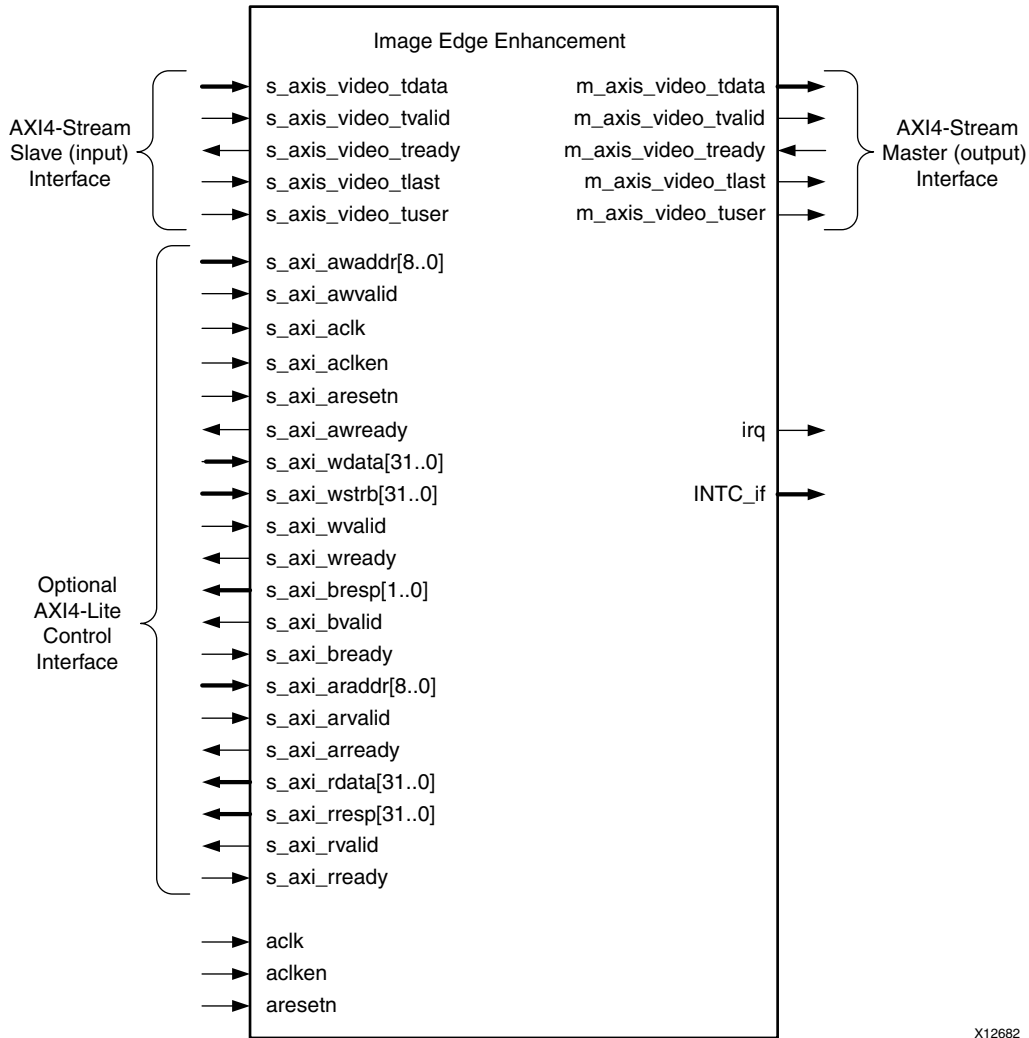 Image Edge Enhancement
AXI4-Stream
Slave (input)
Interface
s_axis_video_tdata
s_axis_video_tvalid
s_axis_video_tready
s_axis_video_tlast
s_axis_video_tuser
m_axis_video_tdata
m_axis_video_tvalid
m_axis_video_tready
m_axis_video_tlast
m_axis_video_tuser
AXI4-Stream
Master (output)
Interface
Optional
AXI4-Lite
Control
Interface
s_axi_awaddr[8..0]
s_axi_awvalid
s_axi_aclk
s_axi_aclken
s_axi_aresetn
s_axi_awready
s_axi_wdata[31..0]
s_axi_wstrb[31..0]
s_axi_wvalid
s_axi_wready
s_axi_bresp[1..0]
s_axi_bvalid
s_axi_bready
s_axi_araddr[8..0]
s_axi_arvalid
s_axi_arready
s_axi_rdata[31..0]
s_axi_rresp[31..0]
s_axi_rvalid
s_axi_rready
irq
INTC_if
aclk
aclken
aresetn
X12682